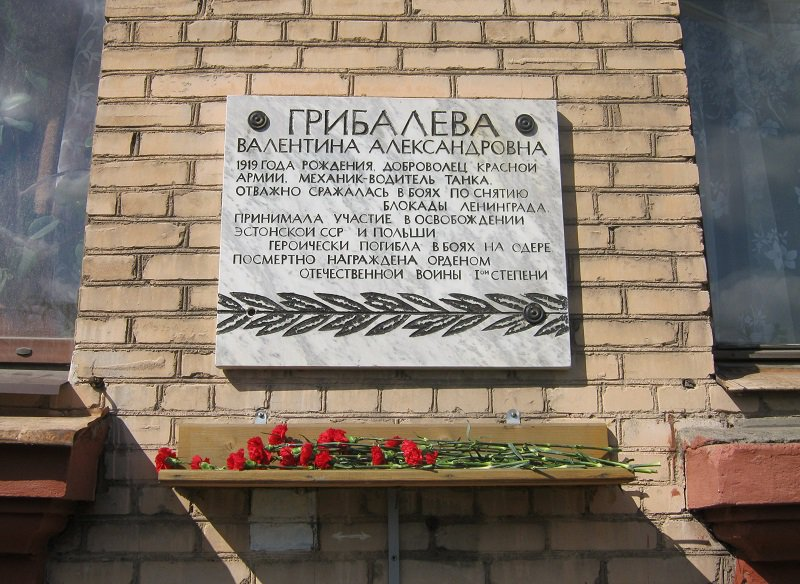 ГРИБАЛЕВА
ВАЛЕНТИНА АЛЕКСАНДРОВНА
1919 ГОДА РОЖДЕНИЯ, ДОБРОВОЛЕЦ КРАСНОЙ
АРМИИ, МЕХАНИК-ВОДИТЕЛЬ ТАНКА,
ОТВАЖНО СРАЖАЛАСЬ В БОЯХ ПО СНЯТИЮ
БЛОКАДЫ ЛЕНИНГРАДА,
ПРИНИМАЛА УЧАСТИЕ В ОСВОБОЖДЕНИИ
ЭСТОНСКОЙ ССР И ПОЛЬШИ.
ГЕРОИЧЕСКИ ПОГИБЛА В БОЯХ НА ОДЕРЕ
ПОСМЕРТНО НАГРАЖДЕНА ОРДЕНОМ
ОТЕЧЕСТВЕННОЙ ВОЙНЫ Iой СТЕПЕНИ